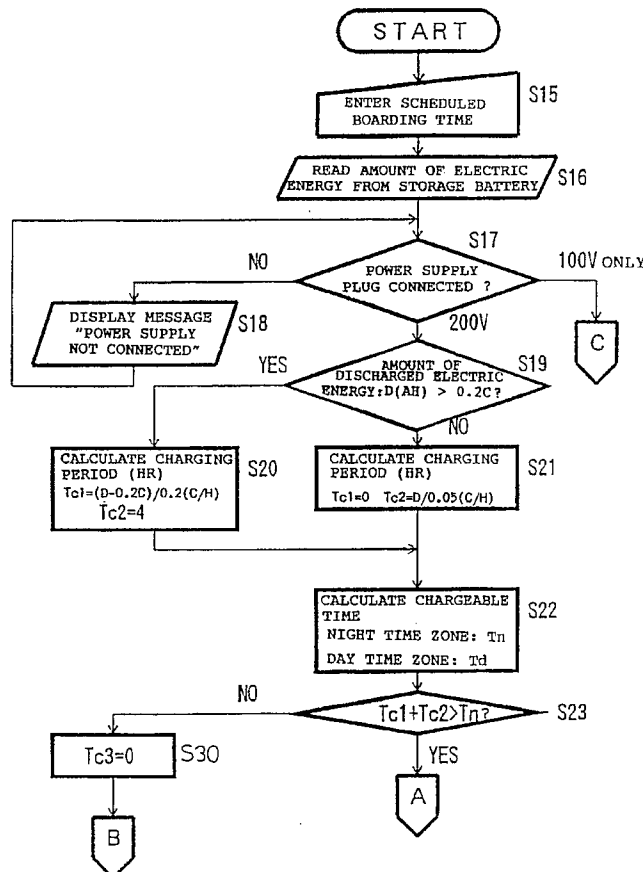 START
ENTER SCHEDULED
BOARDING TIME
S15
READ AMOUNT OF ELECTRIC
ENERGY FROM STORAGE BATTERY
S16
S17
NO
POWER SUPPLY
PLUG CONNECTED ?
100V ONLY
DISPLAY MESSAGE
"POWER SUPPLY
NOT CONNECTED"
S18
200V
C
YES
AMOUNT OF
DISCHARGED ELECTRIC
ENERGY:D(AH) > 0.2C?
S19
NO
CALCULATE CHARGING
PERIOD (HR)
Tc1=(D-0.2C)/0.2(C/H)
Tc2=4
S20
CALCULATE CHARGING
PERIOD (HR)
Tc1=0 Tc2=D/0.05(C/H)
S21
CALCULATE CHARGEABLE
TIME
NIGHT TIME ZONE: Tn
DAY TIME ZONE: Td
S22
NO
Tc1+Tc2>Tn?
S23
Tc3=0
S30
YES
A
B